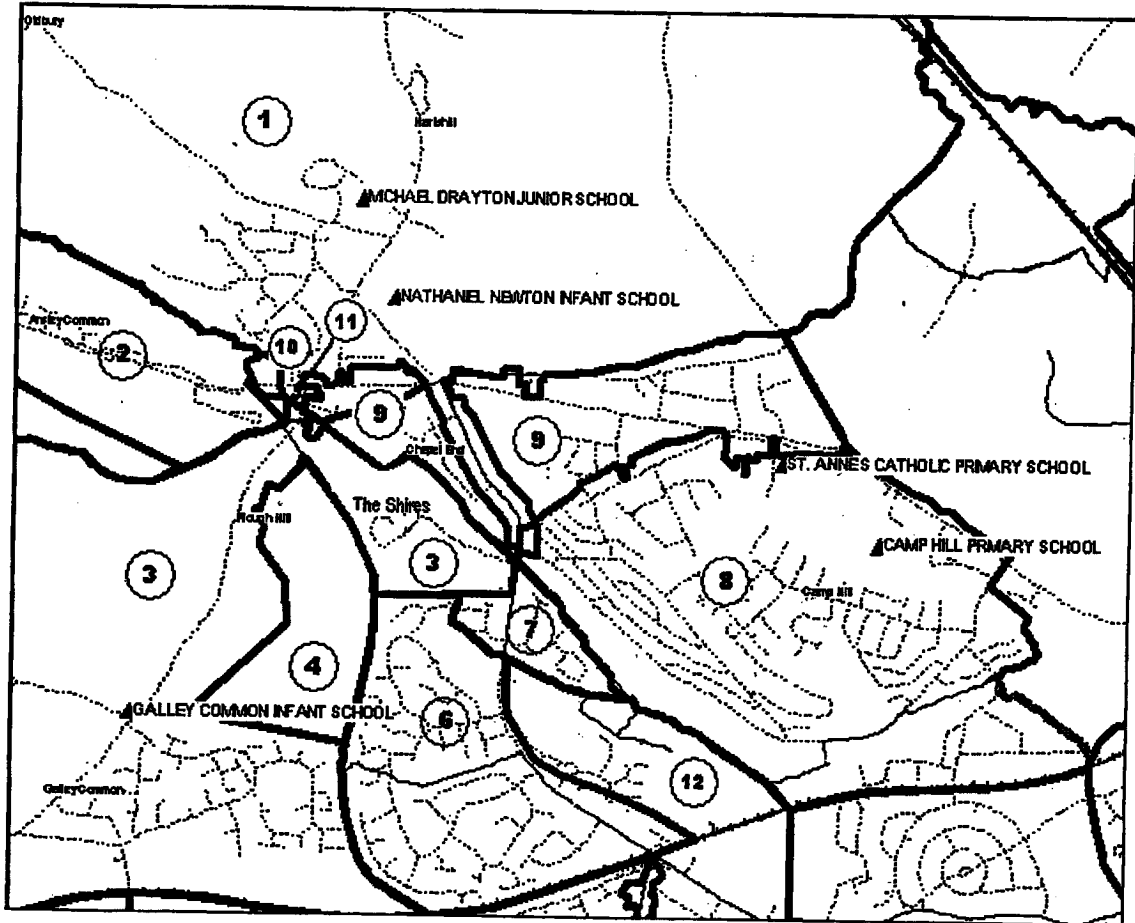 Oldbury
1
Hartshill
MICHAEL DRAYTON JUNIOR SCHOOL
NATHANIEL NEWTON INFANT SCHOOL
11
Ansley Common
10
2
9
9
Chapel End
ST. ANNES CATHOLIC PRIMARY SCHOOL
The Shires
Plough Hill
CAMP HILL PRIMARY SCHOOL
3
3
8
Camp Hill
7
4
GALLEY COMMON INFANT SCHOOL
6
12
Galley Common